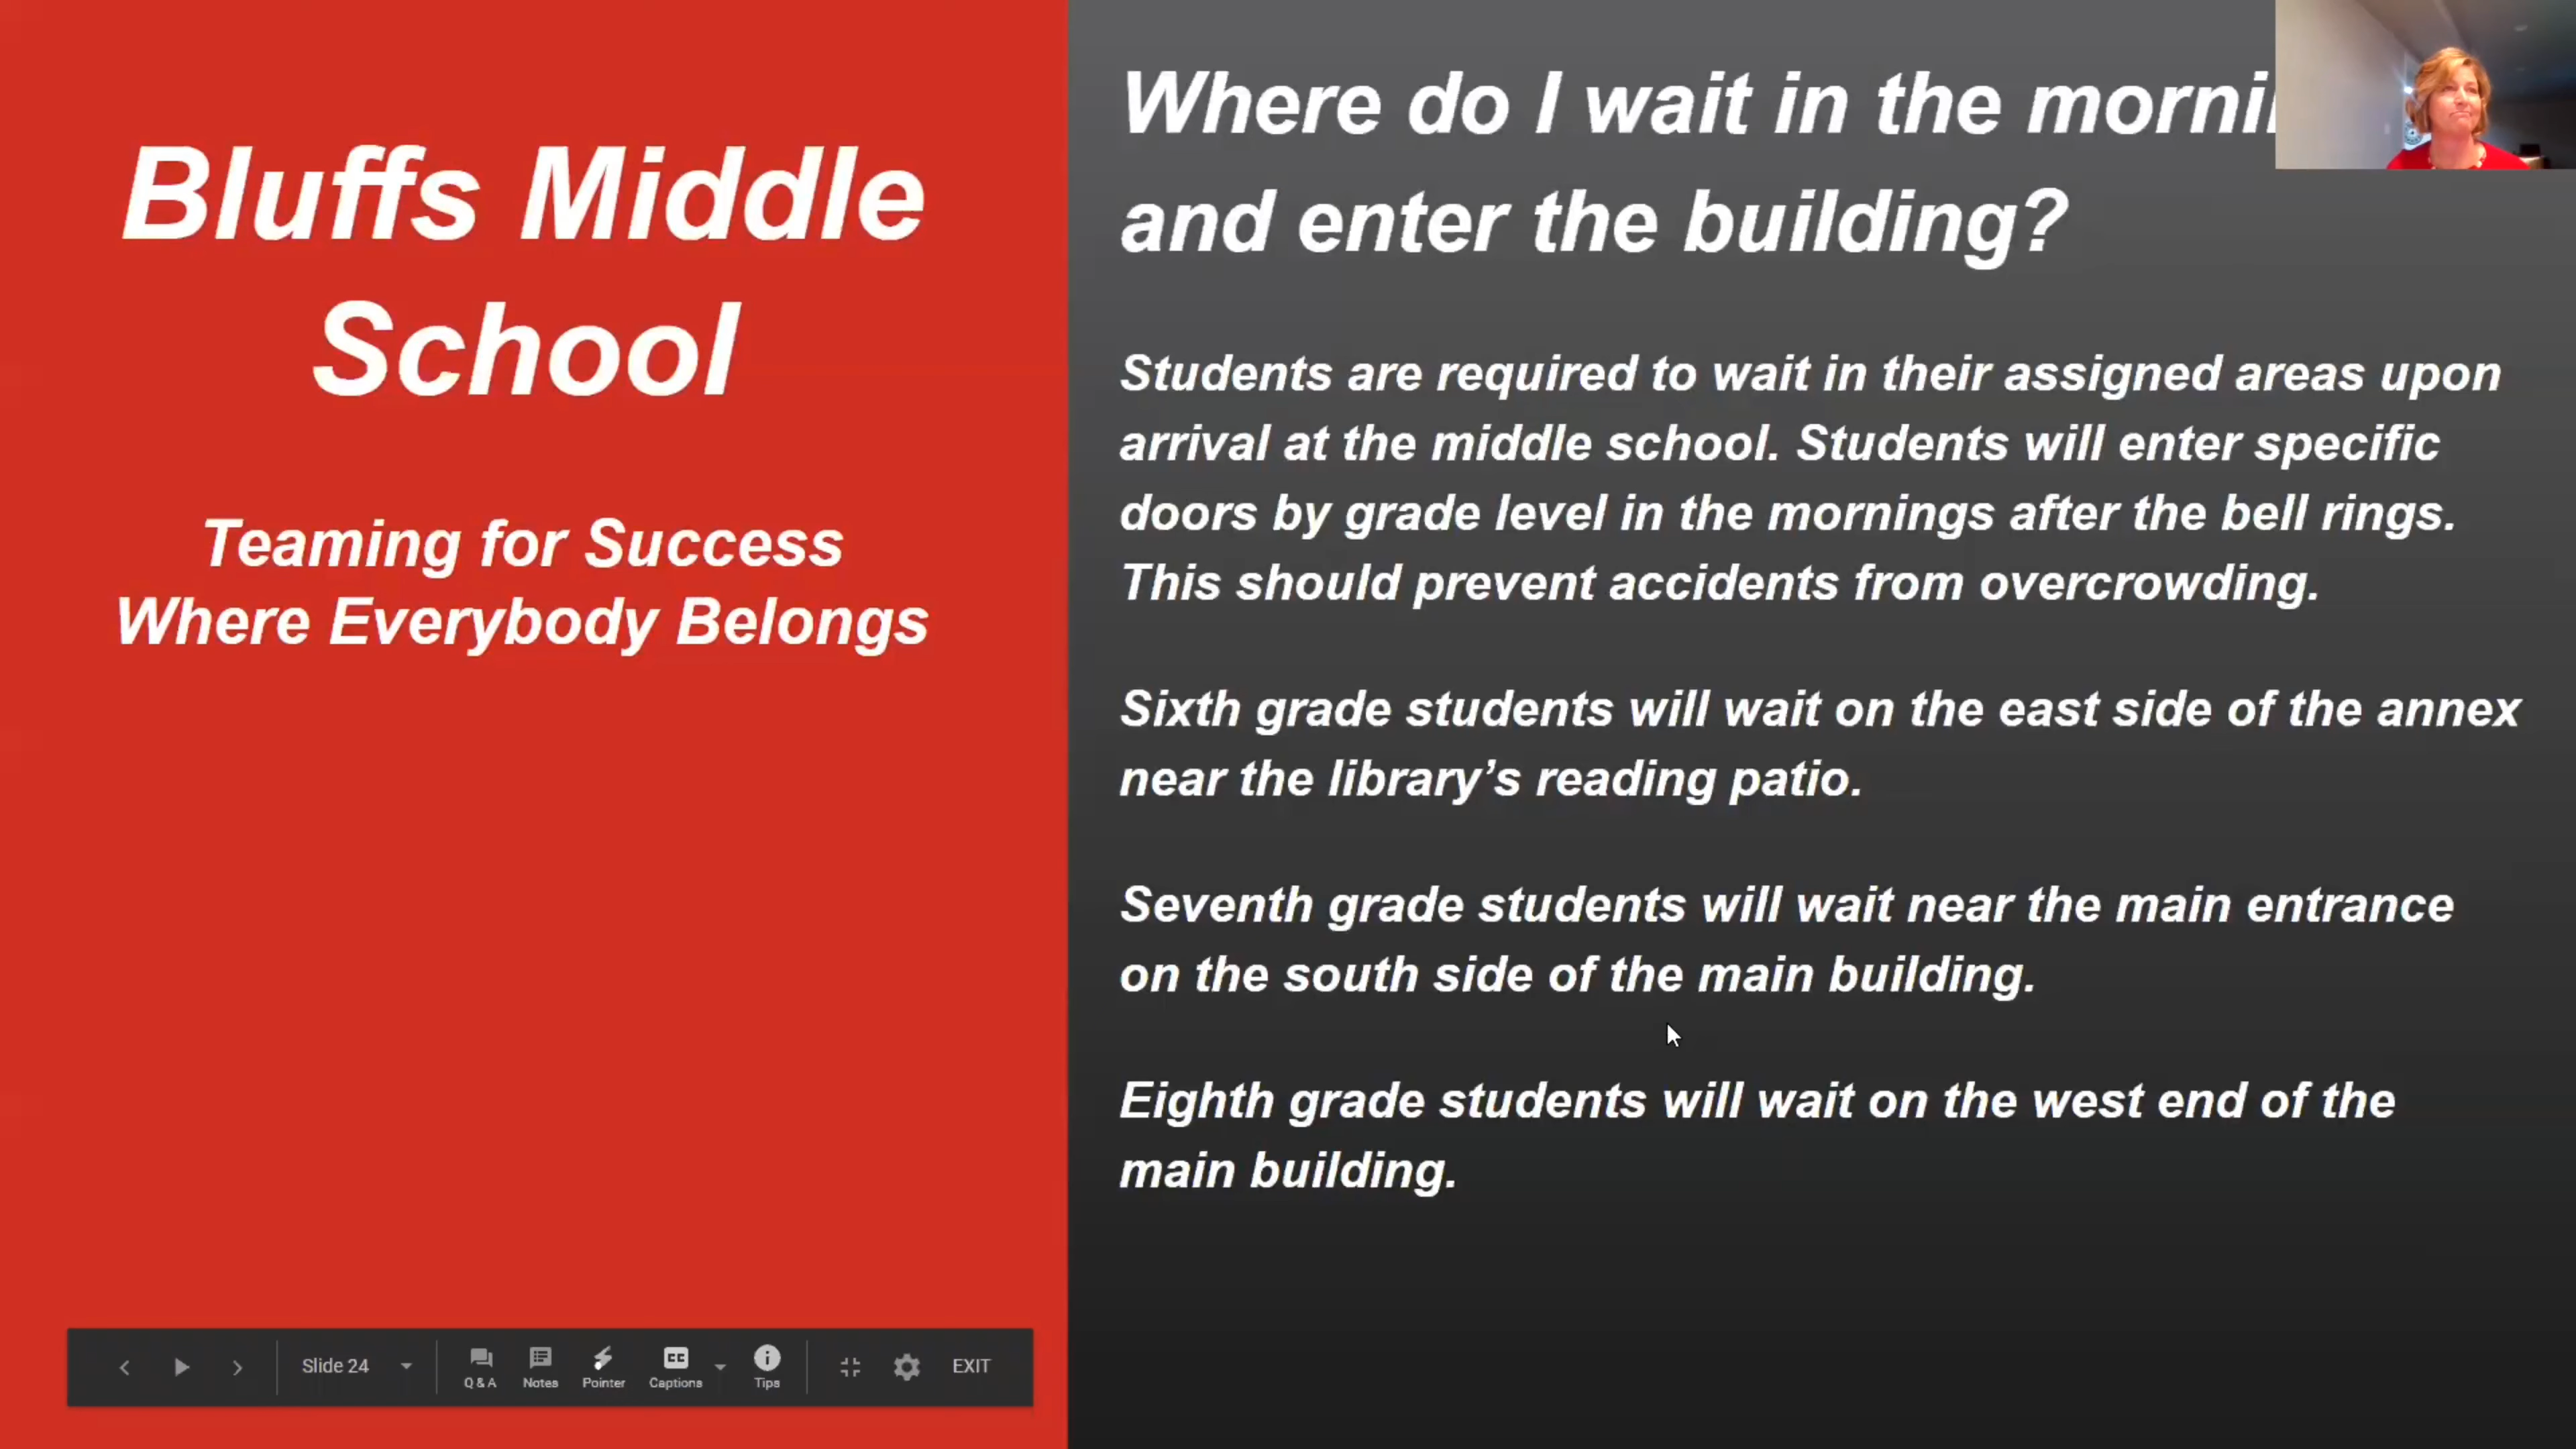 Bluffs Middle
School
Teaming for Success
Where Everybody Belongs
Where do I wait in the
and enter the building?
Students are required to wait in their assigned areas upon
arrival at the middle school. Students will enter specific
doors by grade level in the mornings after the bell rings.
This should prevent accidents from overcrowding.
Sixth grade students will wait on the east side of the annex
near the library’s reading patio.
Seventh grade students will wait near the main entrance
on the south side of the main building.
Eighth grade students will wait on the west end of the
main building.
Slide 24
Q & A
Notes
Pointer
CC
Captions
Tips
EXIT